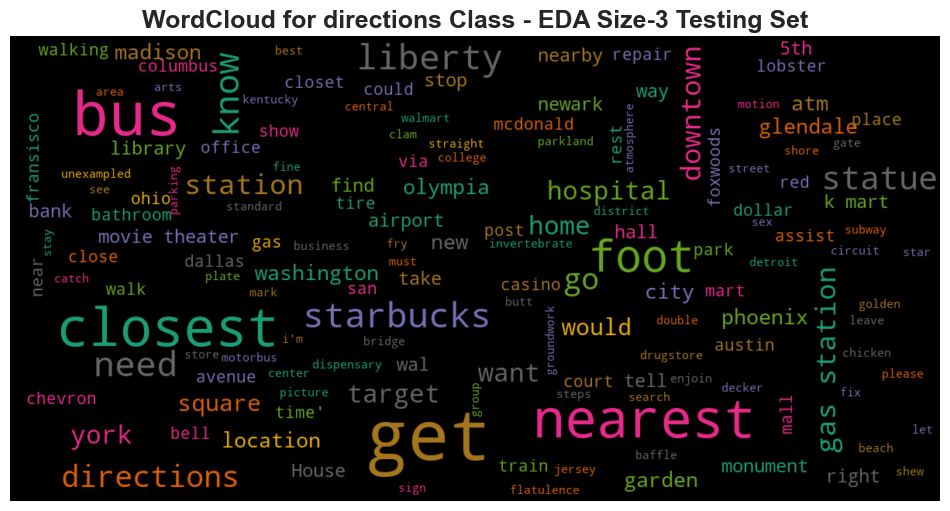 WordCloud for directions Class - EDA Size-3 Testing Set
walking madison best liberty nearby repair 5th
columbus closet could stop lobster
area arts know kentucky central newark way downtown motion atm
bus show walmart mcdonald rest atmosphere glendale place
fransisco library office clam straight parkland shore gate
unexampled fine via college foxwoods street
see ohio parking station find olympia hospital red statue
bank bathroom standard tire district dollar sex k mart
stay movie theater airport post home hall assist subway
near close gas business fry new invertebrate foot park detroit circuit star
dallas plate washington must take casino go
catch walk mark san butt city mart golden
closest starbucks groundwork would double phoenix gas station leave
i'm bridge
need store motorbus wal want drugstore austin chicken
avenue center dispensary court tell enjoin decker please
chevron picture target group steps search mall fix
square time' nearest let
york bell location get baffle beach
directions House train jersey monument right shew
sign flatulence garden